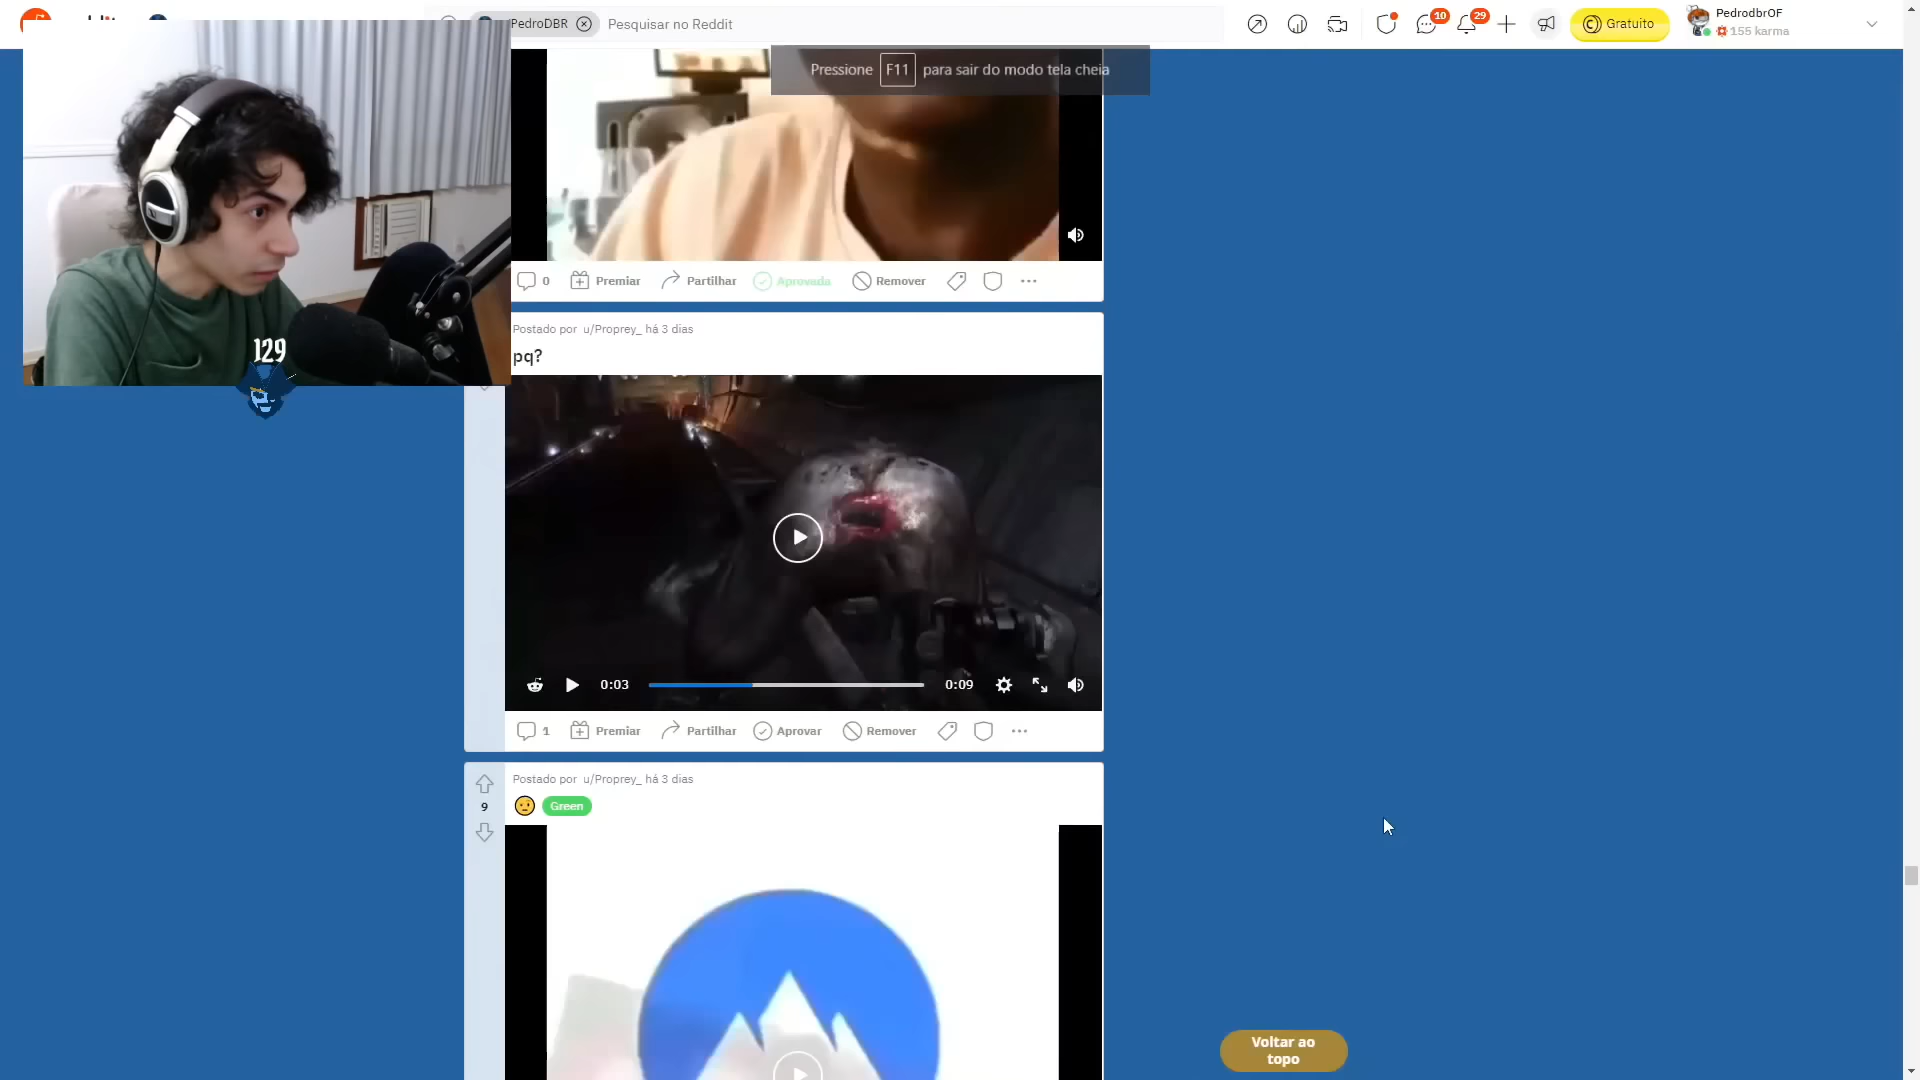 PedroDBR
Pesquisar no Reddit
10
29
Gratuito
PedrodbrOF
155 karma
Pressione F11 para sair do modo tela cheia
0
Premiar
Partilhar
Aprovada
Remover
Postado por u/Proprey_ há 3 dias
129
pq?
0:03
0:09
1
Premiar
Partilhar
Aprovar
Remover
Postado por u/Proprey_ há 3 dias
9
Green
Voltar ao
topo